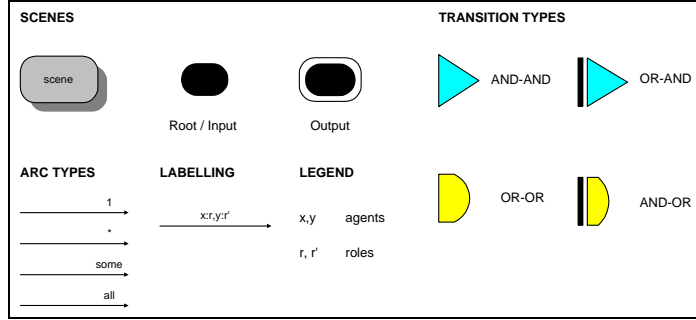 SCENES
TRANSITION TYPES
scene
AND-AND
OR-AND
Root / Input
Output
ARC TYPES
LABELLING
LEGEND
1
x:r,y:r'
x,y agents
OR-OR
AND-OR
*
r, r' roles
some
all